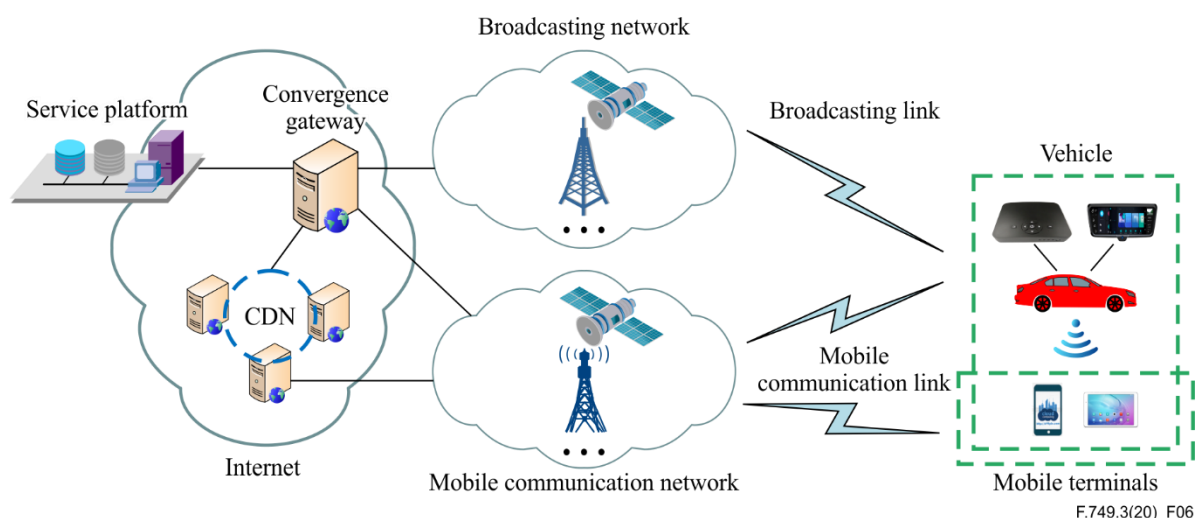 Broadcasting network
Service platform
Convergence
gateway
Broadcasting link
Vehicle
CDN
Mobile
communication link
Internet
Mobile communication network
Mobile terminals
F.749.3(20)_F06